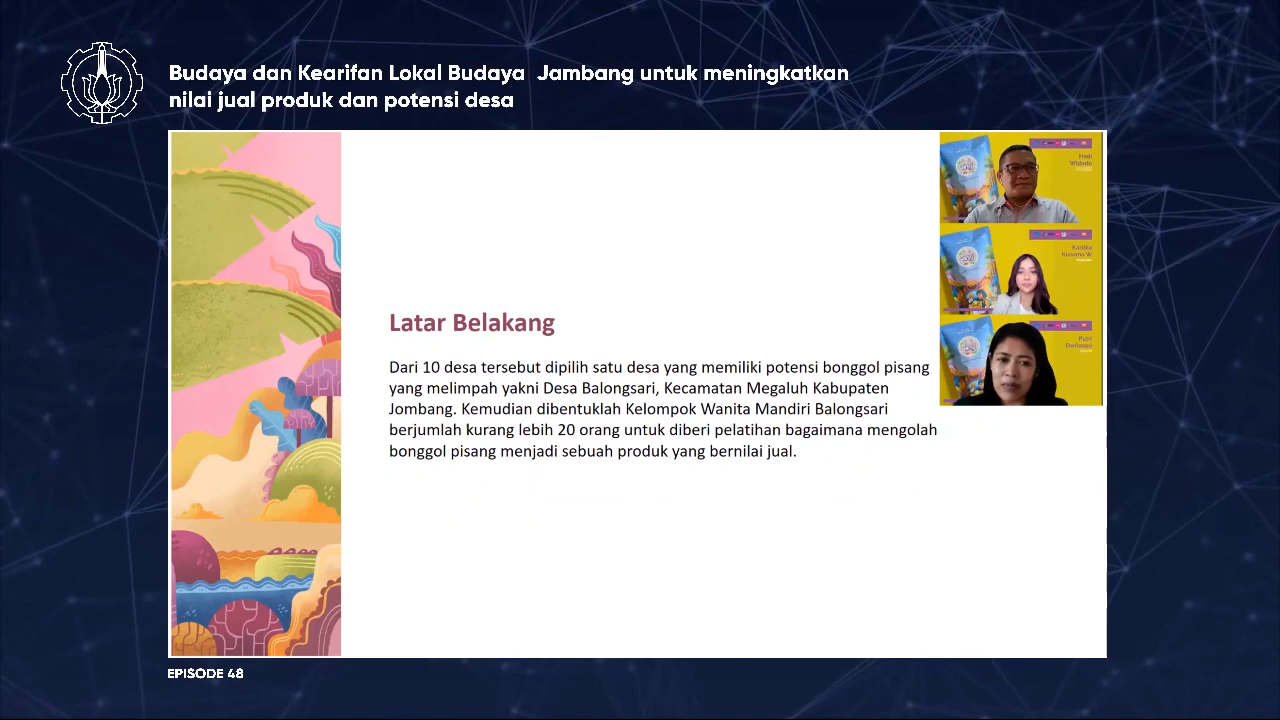 Budaya dan Kearifan Lokal Budaya Jambang untuk meningkatkan
nilai jual produk dan potensi desa
Hadi
Widodo
Kartika
Kusuma W
Putri
Dwitasari
Latar Belakang
Dari 10 desa tersebut dipilih satu desa yang memiliki potensi bonggol pisang
yang melimpah yakni Desa Balongsari, Kecamatan Megaluh Kabupaten
Jombang. Kemudian dibentuklah Kelompok Wanita Mandiri Balongsari
berjumlah kurang lebih 20 orang untuk diberi pelatihan bagaimana mengolah
bonggol pisang menjadi sebuah produk yang bernilai jual.
EPISODE 48